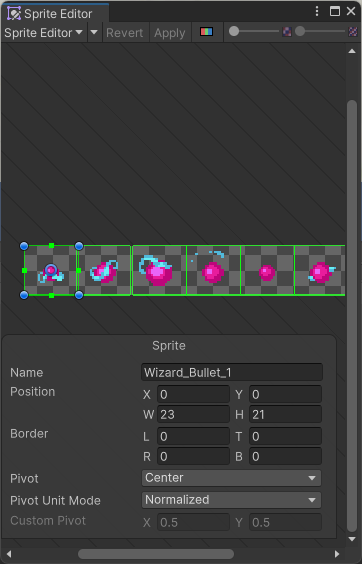 Sprite Editor
Sprite Editor Revert Apply
Sprite
Name Wizard_Bullet_1
Position X 0 Y 0
W 23 H 21
Border L 0 T 0
R 0 B 0
Pivot Center
Pivot Unit Mode Normalized
Custom Pivot X 0.5 Y 0.5